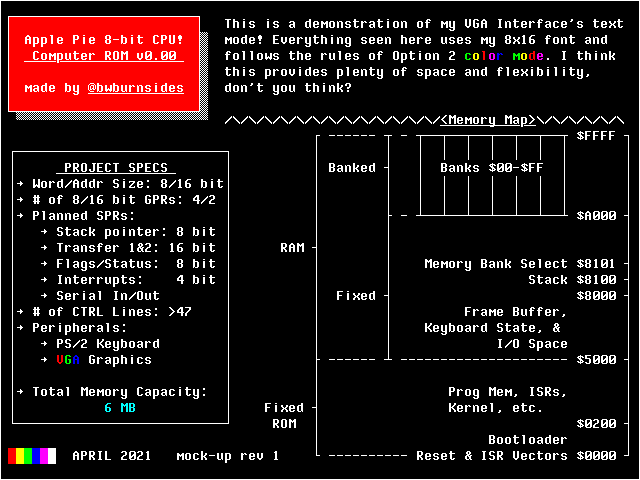 Apple Pie 8-bit CPU!
Computer ROM v0.00
made by @bwburnsides
This is a demonstration of my VGA Interface's text
mode! Everything seen here uses my 8x16 font and
follows the rules of Option 2 color mode. I think
this provides plenty of space and flexibility,
don't you think?
<Memory Map>
PROJECT SPECS
→ Word/Addr Size: 8/16 bit
→ # of 8/16 bit GPRs: 4/2
→ Planned SPRs:
→ Stack pointer: 8 bit
→ Transfer 1&2: 16 bit
→ Flags/Status: 8 bit
→ Interrupts: 4 bit
→ Serial In/Out
→ # of CTRL Lines: >47
→ Peripherals:
→ PS/2 Keyboard
→ VGA Graphics
→ Total Memory Capacity:
6 MB
$FFFF
Banked
Banks $00-$FF
$A000
RAM
Memory Bank Select $8101
Stack $8100
Fixed
$8000
Frame Buffer,
Keyboard State, &
I/O Space
$5000
Prog Mem, ISRs,
Kernel, etc.
Fixed
ROM
$0200
Bootloader
Reset & ISR Vectors $0000
APRIL 2021 mock-up rev 1